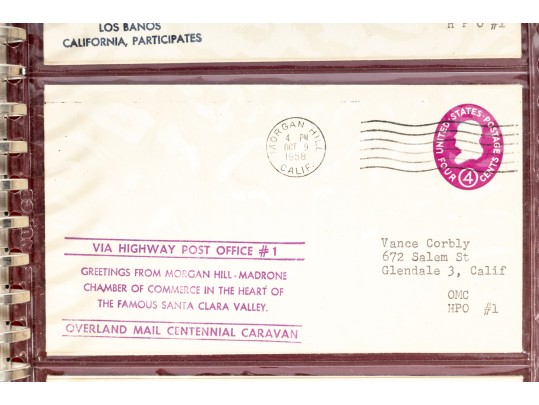 LOS BANOS
CALIFORNIA, PARTICIPATES
HPO #1
MORGAN HILL
4 PM
OCT 9
1958
CALIF.
UNITED·STATES·POSTAGE
FOUR 4 CENTS
VIA HIGHWAY POST OFFICE #1
GREETINGS FROM MORGAN HILL-MADRONE
CHAMBER OF COMMERCE IN THE HEART OF
THE FAMOUS SANTA CLARA VALLEY.
OVERLAND MAIL CENTENNIAL CARAVAN
Vance Corbly
672 Salem St
Glendale 3, Calif
OMC
HPO #1